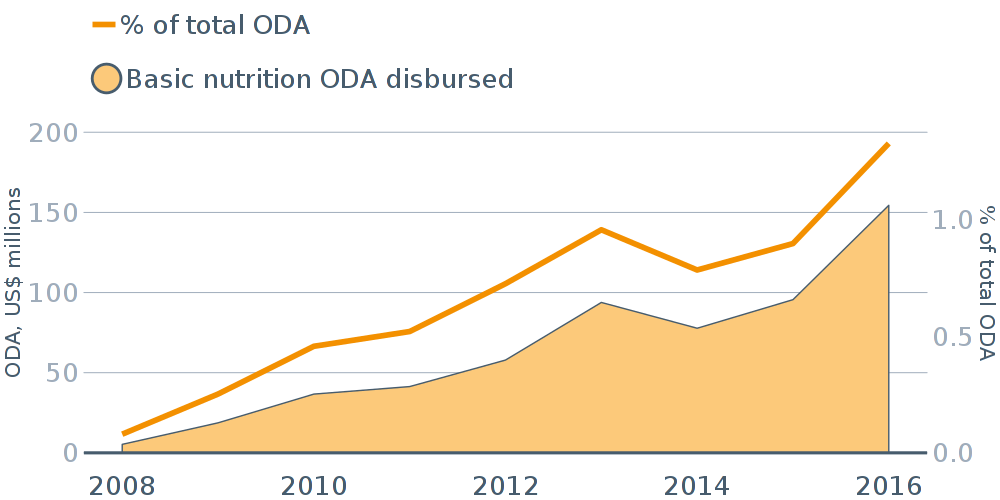 % of total ODA
Basic nutrition ODA disbursed
200
150
100
50
0
ODA, US$ millions
1.0
0.5
0.0
% of total ODA
2008 2010 2012 2014 2016